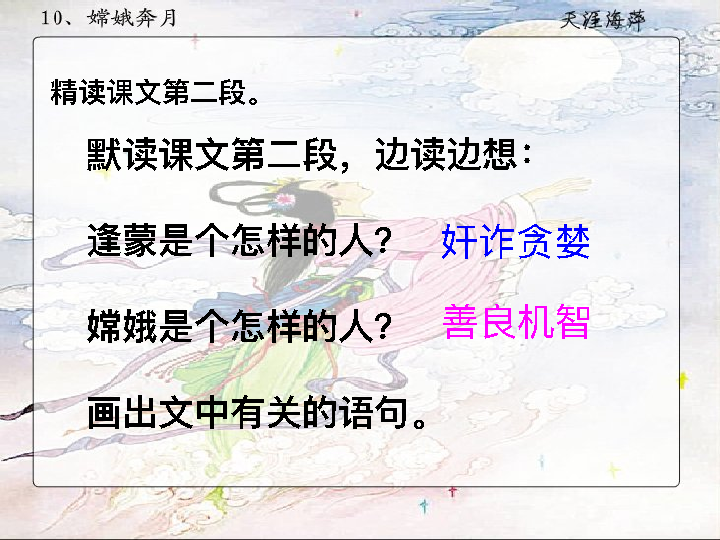 10、嫦娥奔月
天涯海萍
精读课文第二段。
默读课文第二段，边读边想：
逢蒙是个怎样的人？ 奸诈贪婪
嫦娥是个怎样的人？ 善良机智
画出文中有关的语句。